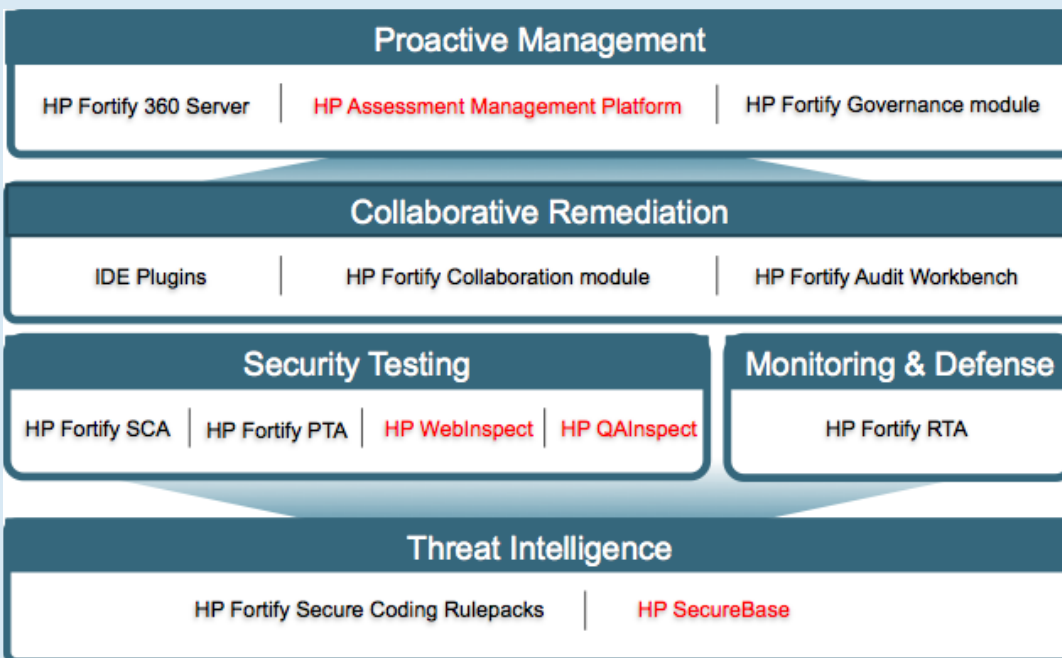 Proactive Management
HP Fortify 360 Server
HP Assessment Management Platform
HP Fortify Governance module
Collaborative Remediation
IDE Plugins
HP Fortify Collaboration module
HP Fortify Audit Workbench
Security Testing
HP Fortify SCA
HP Fortify PTA
HP WebInspect
HP QAInspect
Monitoring & Defense
HP Fortify RTA
Threat Intelligence
HP Fortify Secure Coding Rulepacks
HP SecureBase